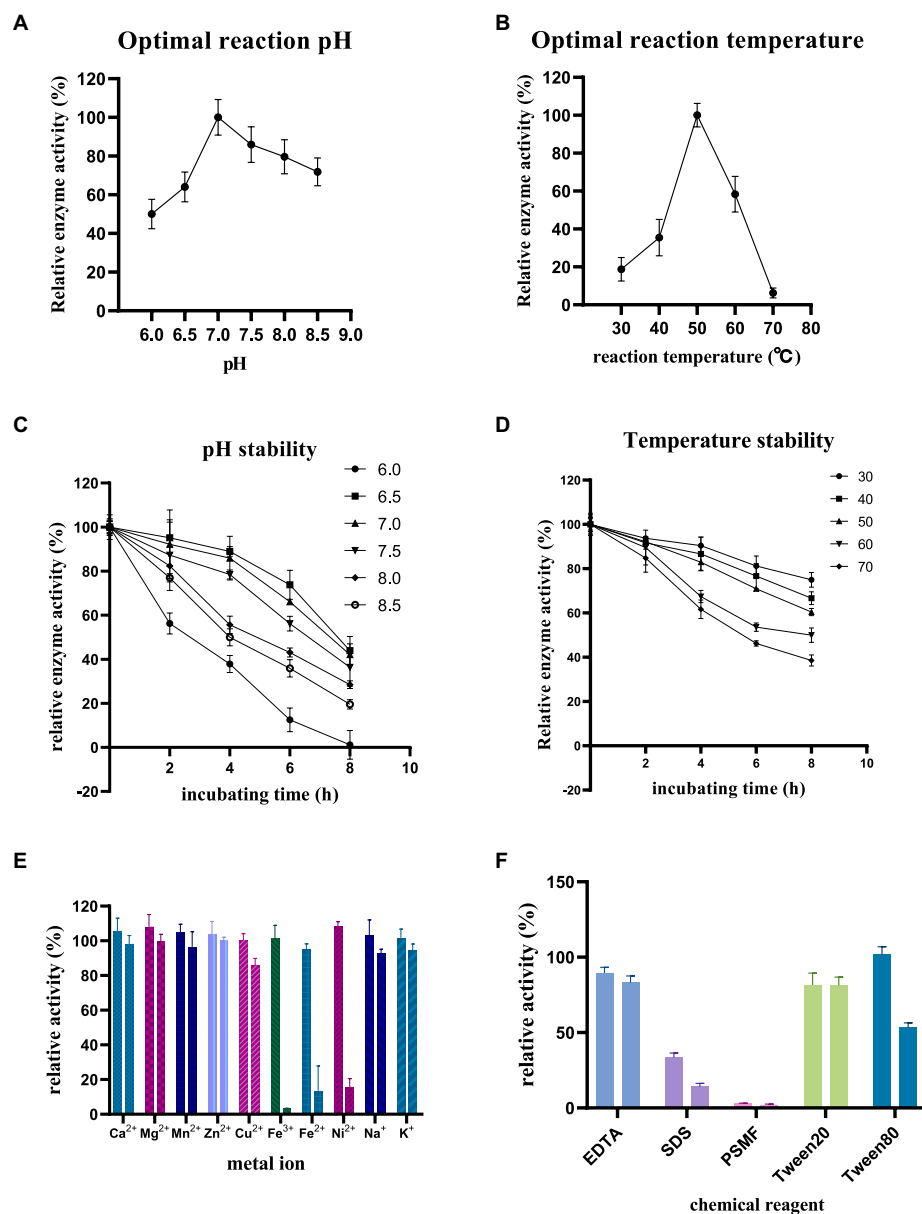 A
Optimal reaction pH
Relative enzyme activity (%)
120
100
80
60
40
20
0
6.0 6.5 7.0 7.5 8.0 8.5 9.0
pH
B
Optimal reaction temperature
Relative enzyme activity (%)
120
100
80
60
40
20
0
30 40 50 60 70 80
reaction temperature (℃)
C
pH stability
relative enzyme activity (%)
120
100
80
60
40
20
0
-20
2 4 6 8 10
incubating time (h)
6.0
6.5
7.0
7.5
8.0
8.5
D
Temperature stability
Relative enzyme activity (%)
120
100
80
60
40
20
0
-20
2 4 6 8 10
incubating time (h)
30
40
50
60
70
E
relative activity (%)
120
100
80
60
40
20
0
Ca²⁺ Mg²⁺ Mn²⁺ Zn²⁺ Cu²⁺ Fe³⁺ Fe²⁺ Ni²⁺ Na⁺ K⁺
metal ion
F
relative activity (%)
150
100
50
0
EDTA SDS PSMF Tween20 Tween80
chemical reagent